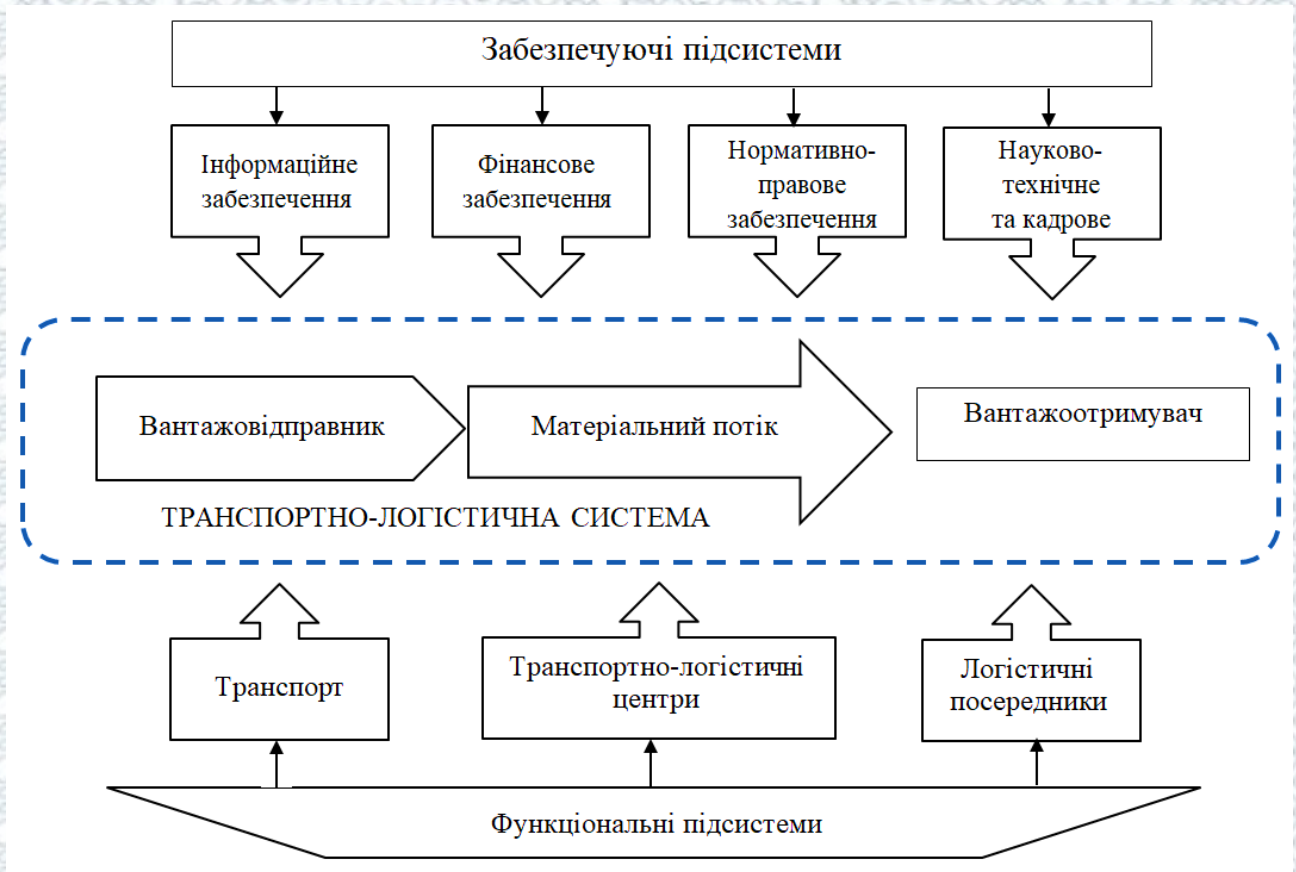 Забезпечуючі підсистеми
Інформаційне
забезпечення
Фінансове
забезпечення
Нормативно-
правове
забезпечення
Науково-
технічне
та кадрове
Вантажовідправник
Матеріальний потік
Вантажоотримувач
ТРАНСПОРТНО-ЛОГІСТИЧНА СИСТЕМА
Транспорт
Транспортно-логістичні
центри
Логістичні
посередники
Функціональні підсистеми